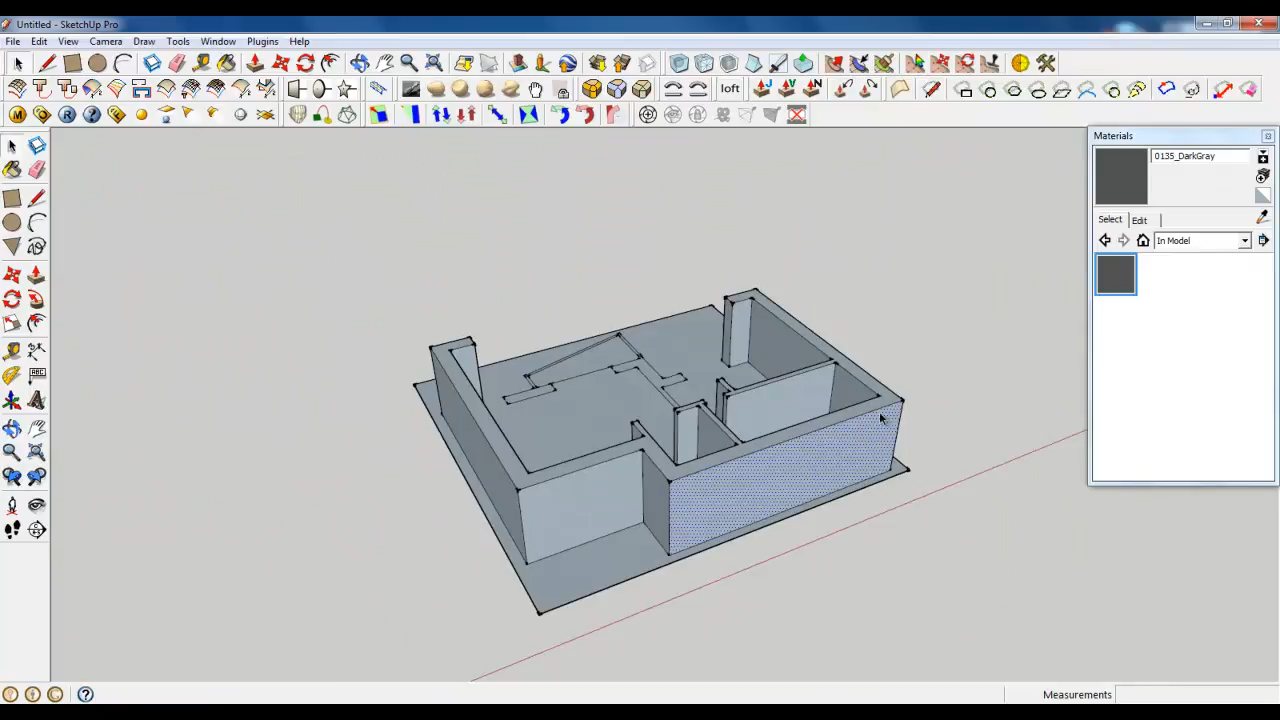 Untitled - SketchUp Pro
File Edit View Camera Draw Tools Window Plugins Help
loft
M R ?
Materials
0135_DarkGray
Select Edit
In Model
ABC
Measurements